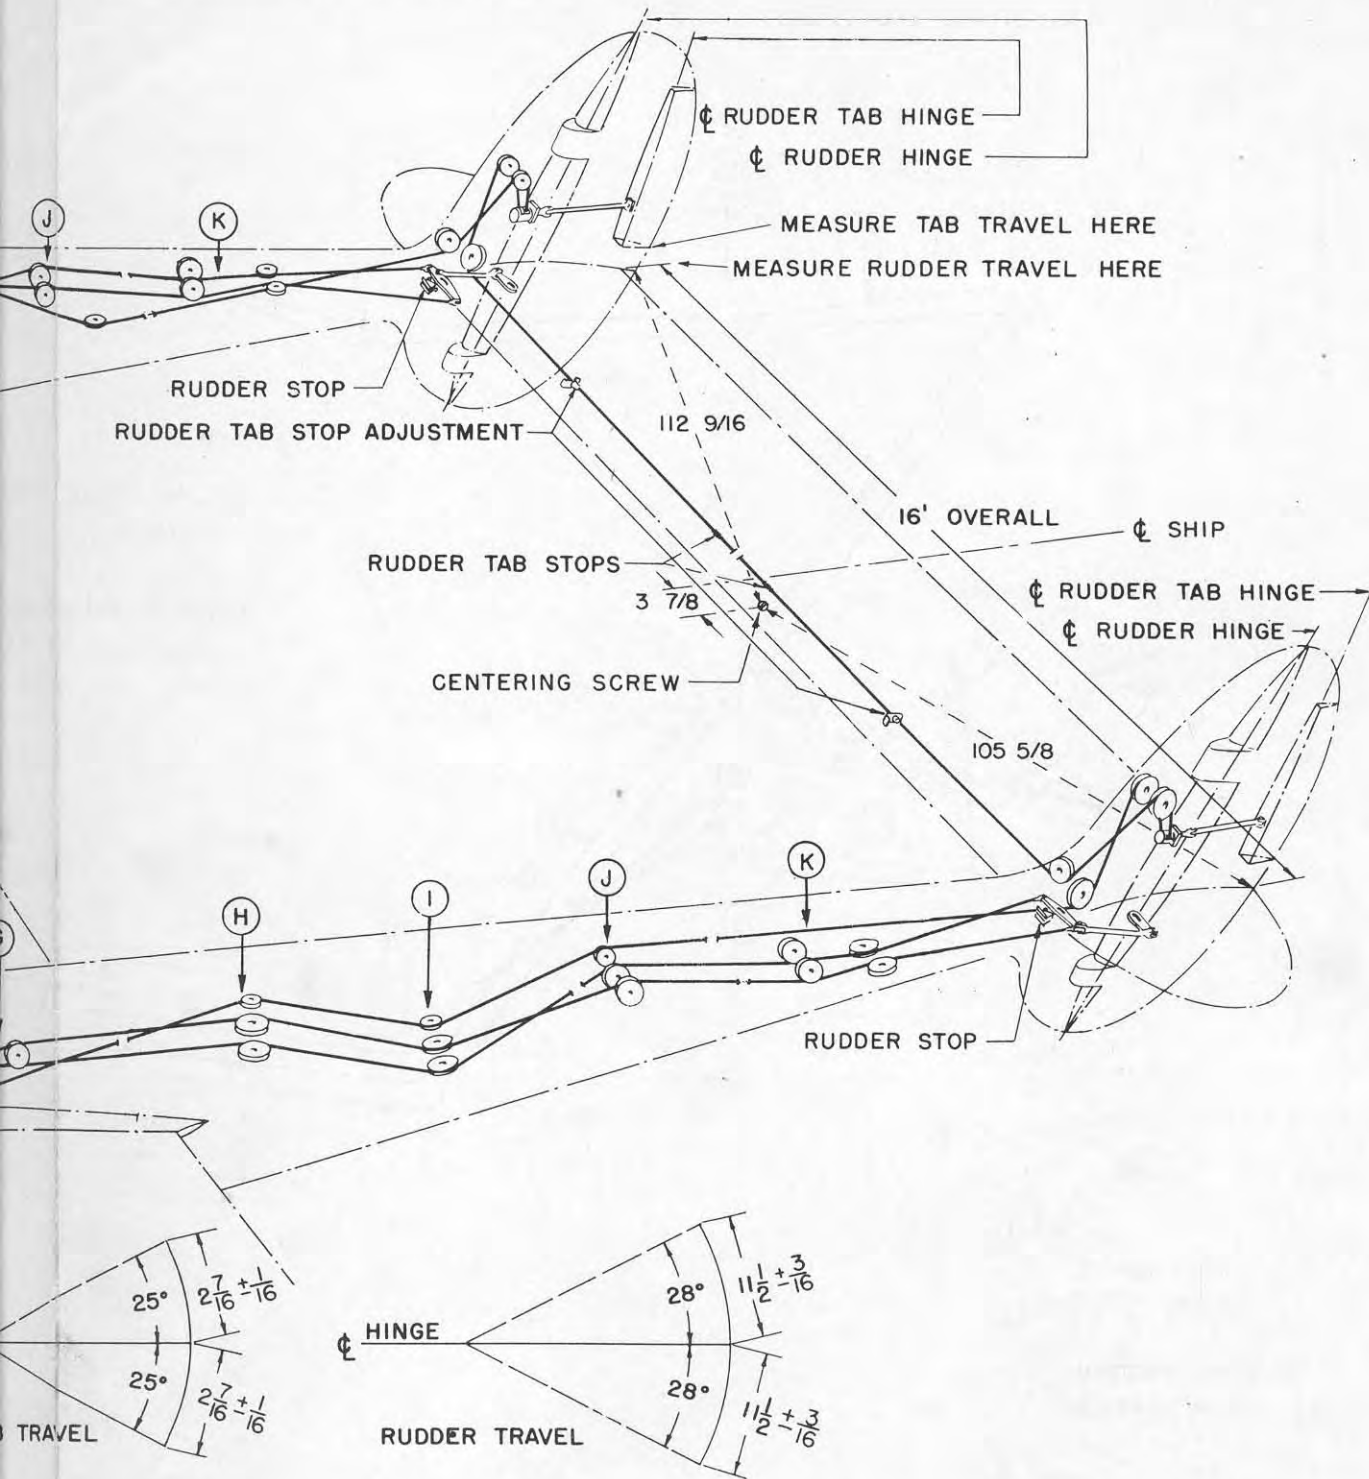 ℄ RUDDER TAB HINGE
℄ RUDDER HINGE
J
K
MEASURE TAB TRAVEL HERE
MEASURE RUDDER TRAVEL HERE
RUDDER STOP
RUDDER TAB STOP ADJUSTMENT
112 9/16
16' OVERALL
℄ SHIP
RUDDER TAB STOPS
3 7/8
℄ RUDDER TAB HINGE
℄ RUDDER HINGE
CENTERING SCREW
105 5/8
K
J
I
H
RUDDER STOP
25°
2 7/16 ± 1/16
25°
2 7/16 ± 1/16
TRAVEL
℄ HINGE
28°
11 1/2 ± 3/16
28°
11 1/2 ± 3/16
RUDDER TRAVEL